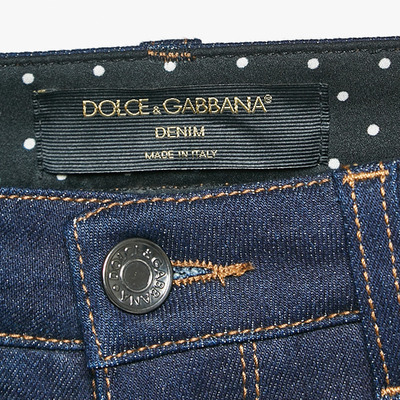 DOLCE & GABBANA®
DENIM
MADE IN ITALY
DOLCE & GABBANA